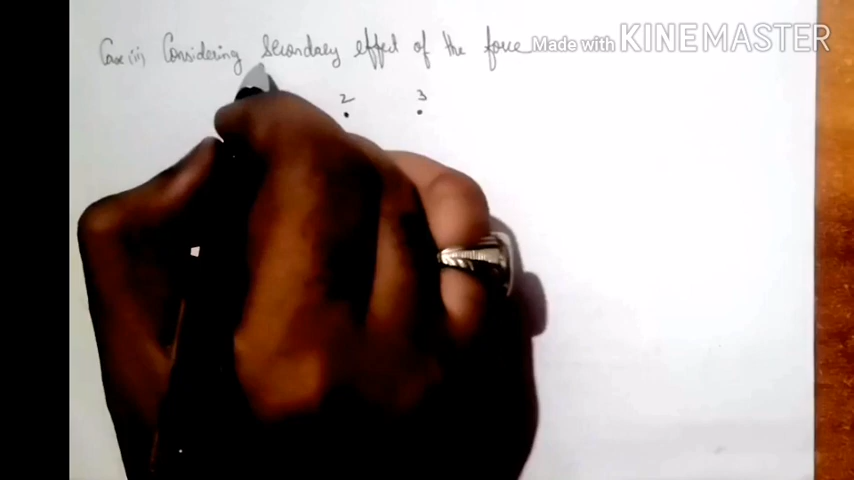 Case (ii) Considering Secondary effect of the force
Made with KINEMASTER
2 3